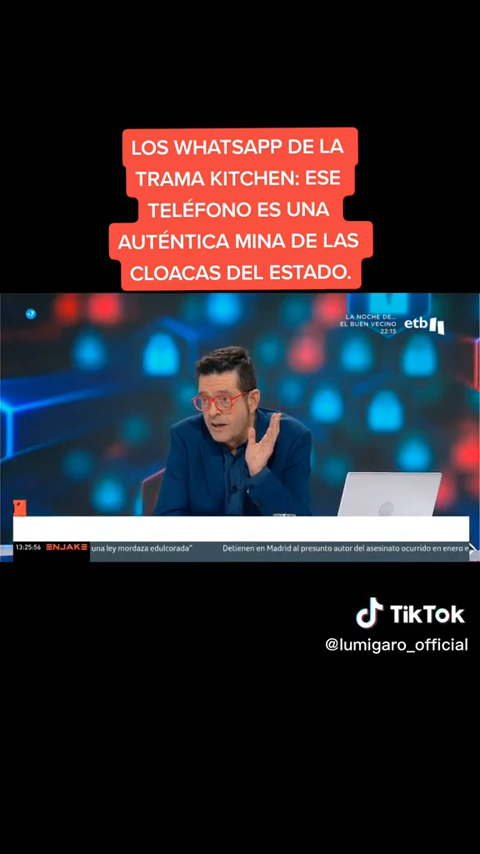 LOS WHATSAPP DE LA
TRAMA KITCHEN: ESE
TELÉFONO ES UNA
AUTÉNTICA MINA DE LAS
CLOACAS DEL ESTADO.
+7
LA NOCHE DE...
EL BUEN VECINO
22:15
etb
13:25:56 ENJAKE una ley mordaza edulcorada" Detienen en Madrid al presunto autor del asesinato ocurrido en enero e
TikTok
@lumigaro_official